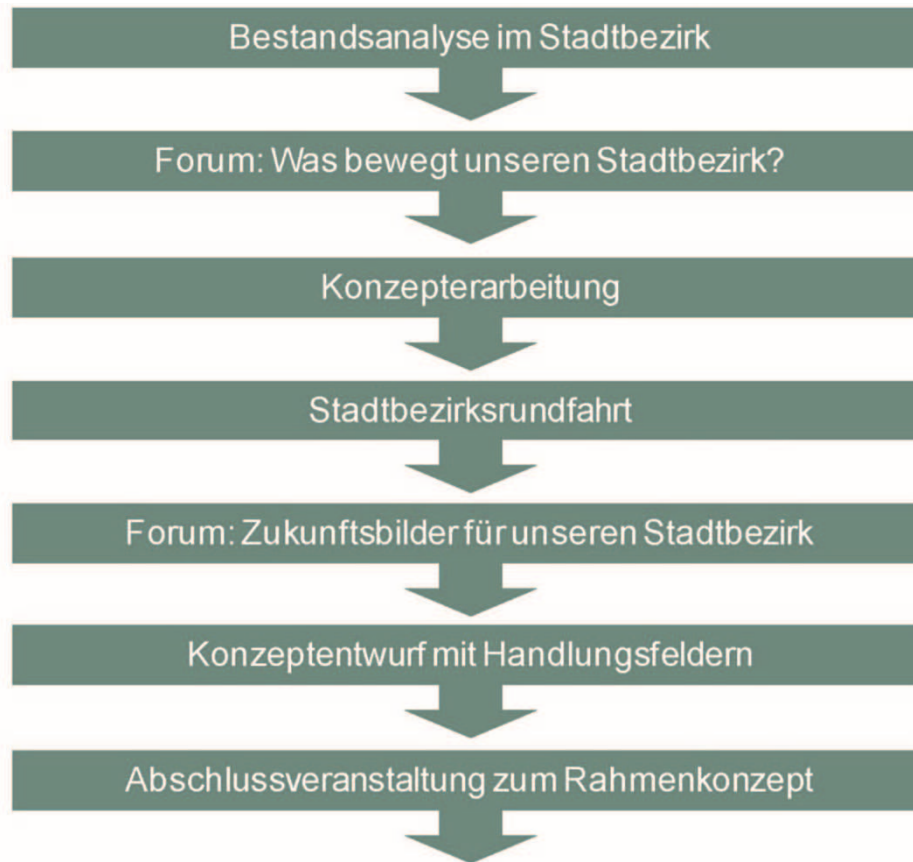 Bestandsanalyse im Stadtbezirk
Forum: Was bewegt unseren Stadtbezirk?
Konzepterarbeitung
Stadtbezirksrundfahrt
Forum: Zukunftsbilder für unseren Stadtbezirk
Konzeptentwurf mit Handlungsfeldern
Abschlussveranstaltung zum Rahmenkonzept